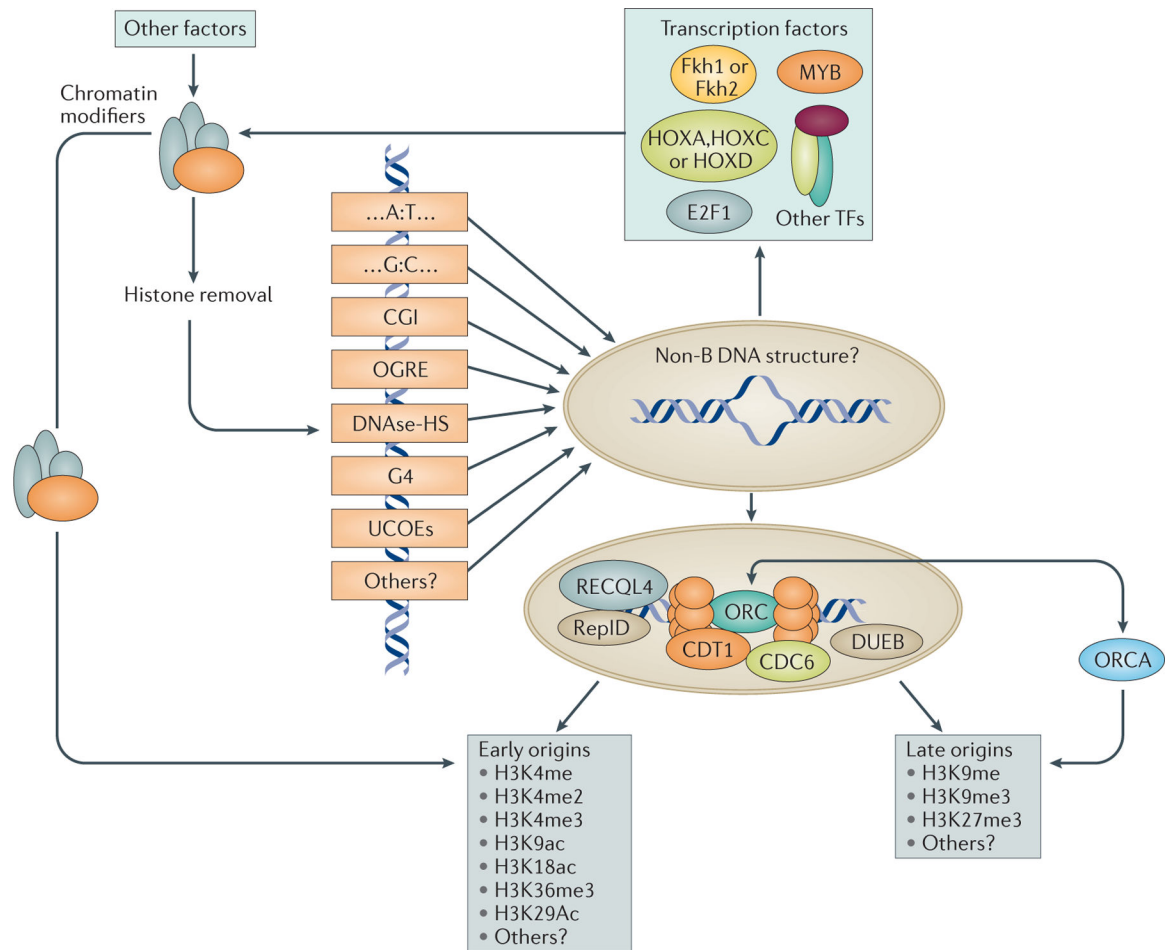 Other factors
Chromatin
modifiers
Histone removal
Transcription factors
Fkh1 or
Fkh2
MYB
HOXA,HOXC
or HOXD
E2F1
Other TFs
...A:T...
...G:C...
CGI
OGRE
DNAse-HS
G4
UCOEs
Others?
Non-B DNA structure?
RECQL4
RepID
ORC
CDT1
CDC6
DUEB
ORCA
Early origins
• H3K4me
• H3K4me2
• H3K4me3
• H3K9ac
• H3K18ac
• H3K36me3
• H3K29Ac
• Others?
Late origins
• H3K9me
• H3K9me3
• H3K27me3
• Others?